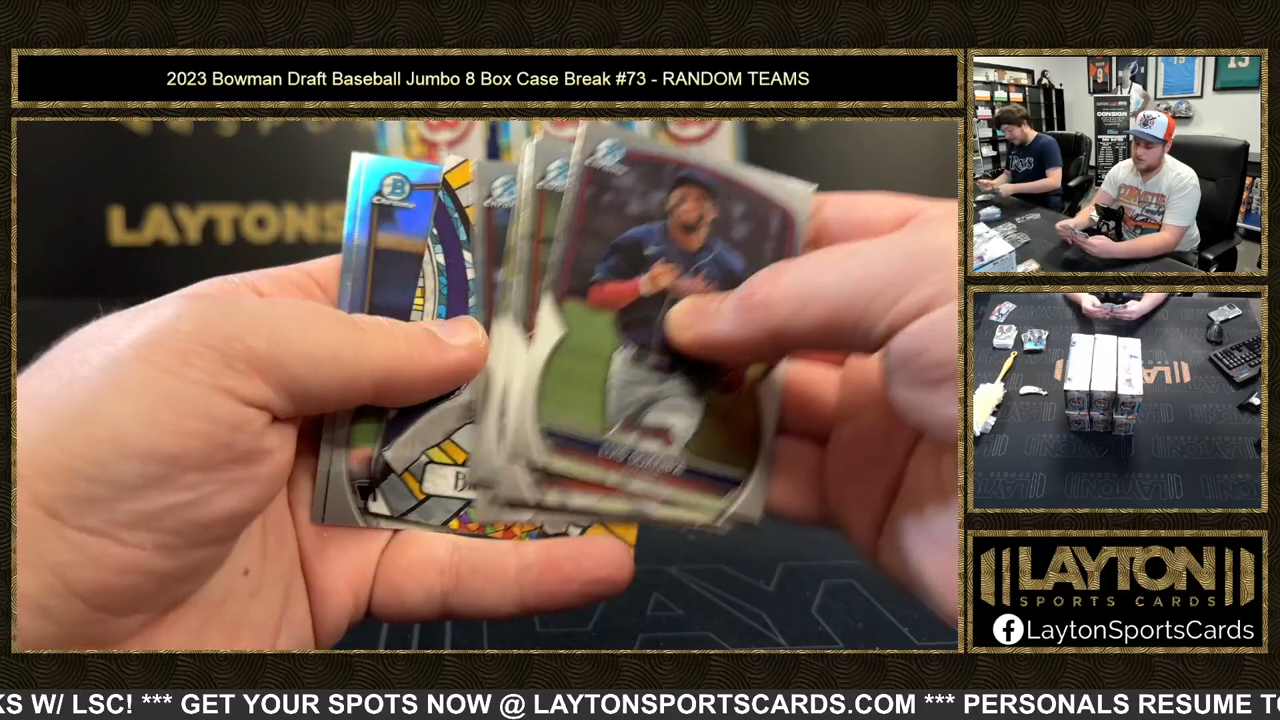 2023 Bowman Draft Baseball Jumbo 8 Box Case Break #73 - RANDOM TEAMS
LAYTONS
CONSIGN
LAYTON
SPORTS CARDS
LaytonSportsCards
KS W/ LSC! *** GET YOUR SPOTS NOW @ LAYTONSPORTSCARDS.COM *** PERSONALS RESUME T